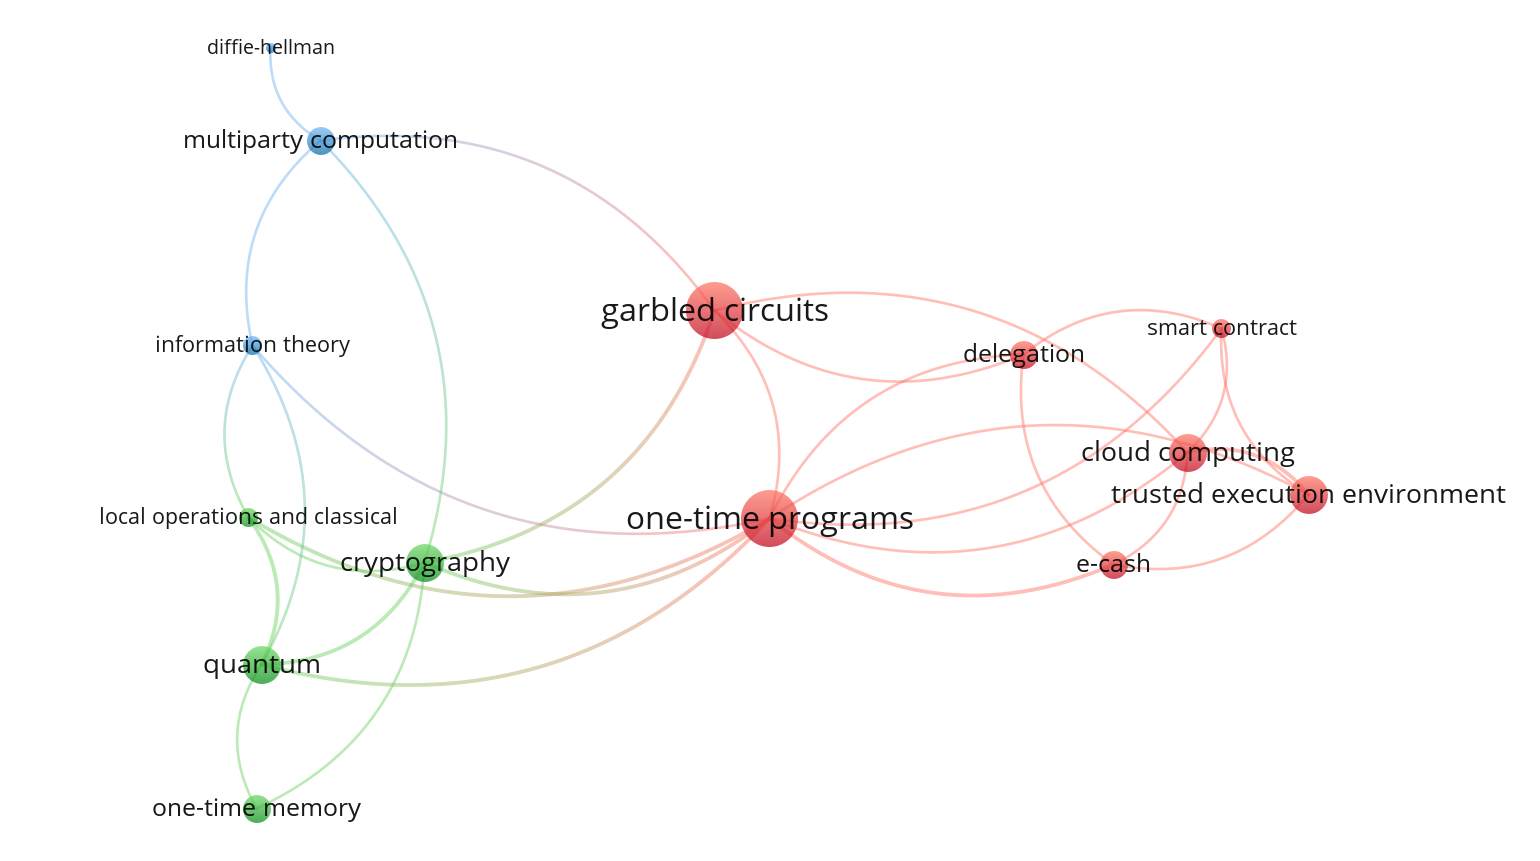 diffie-hellman
multiparty computation
garbled circuits
smart contract
information theory
delegation
cloud computing
trusted execution environment
local operations and classical
one-time programs
cryptography
e-cash
quantum
one-time memory